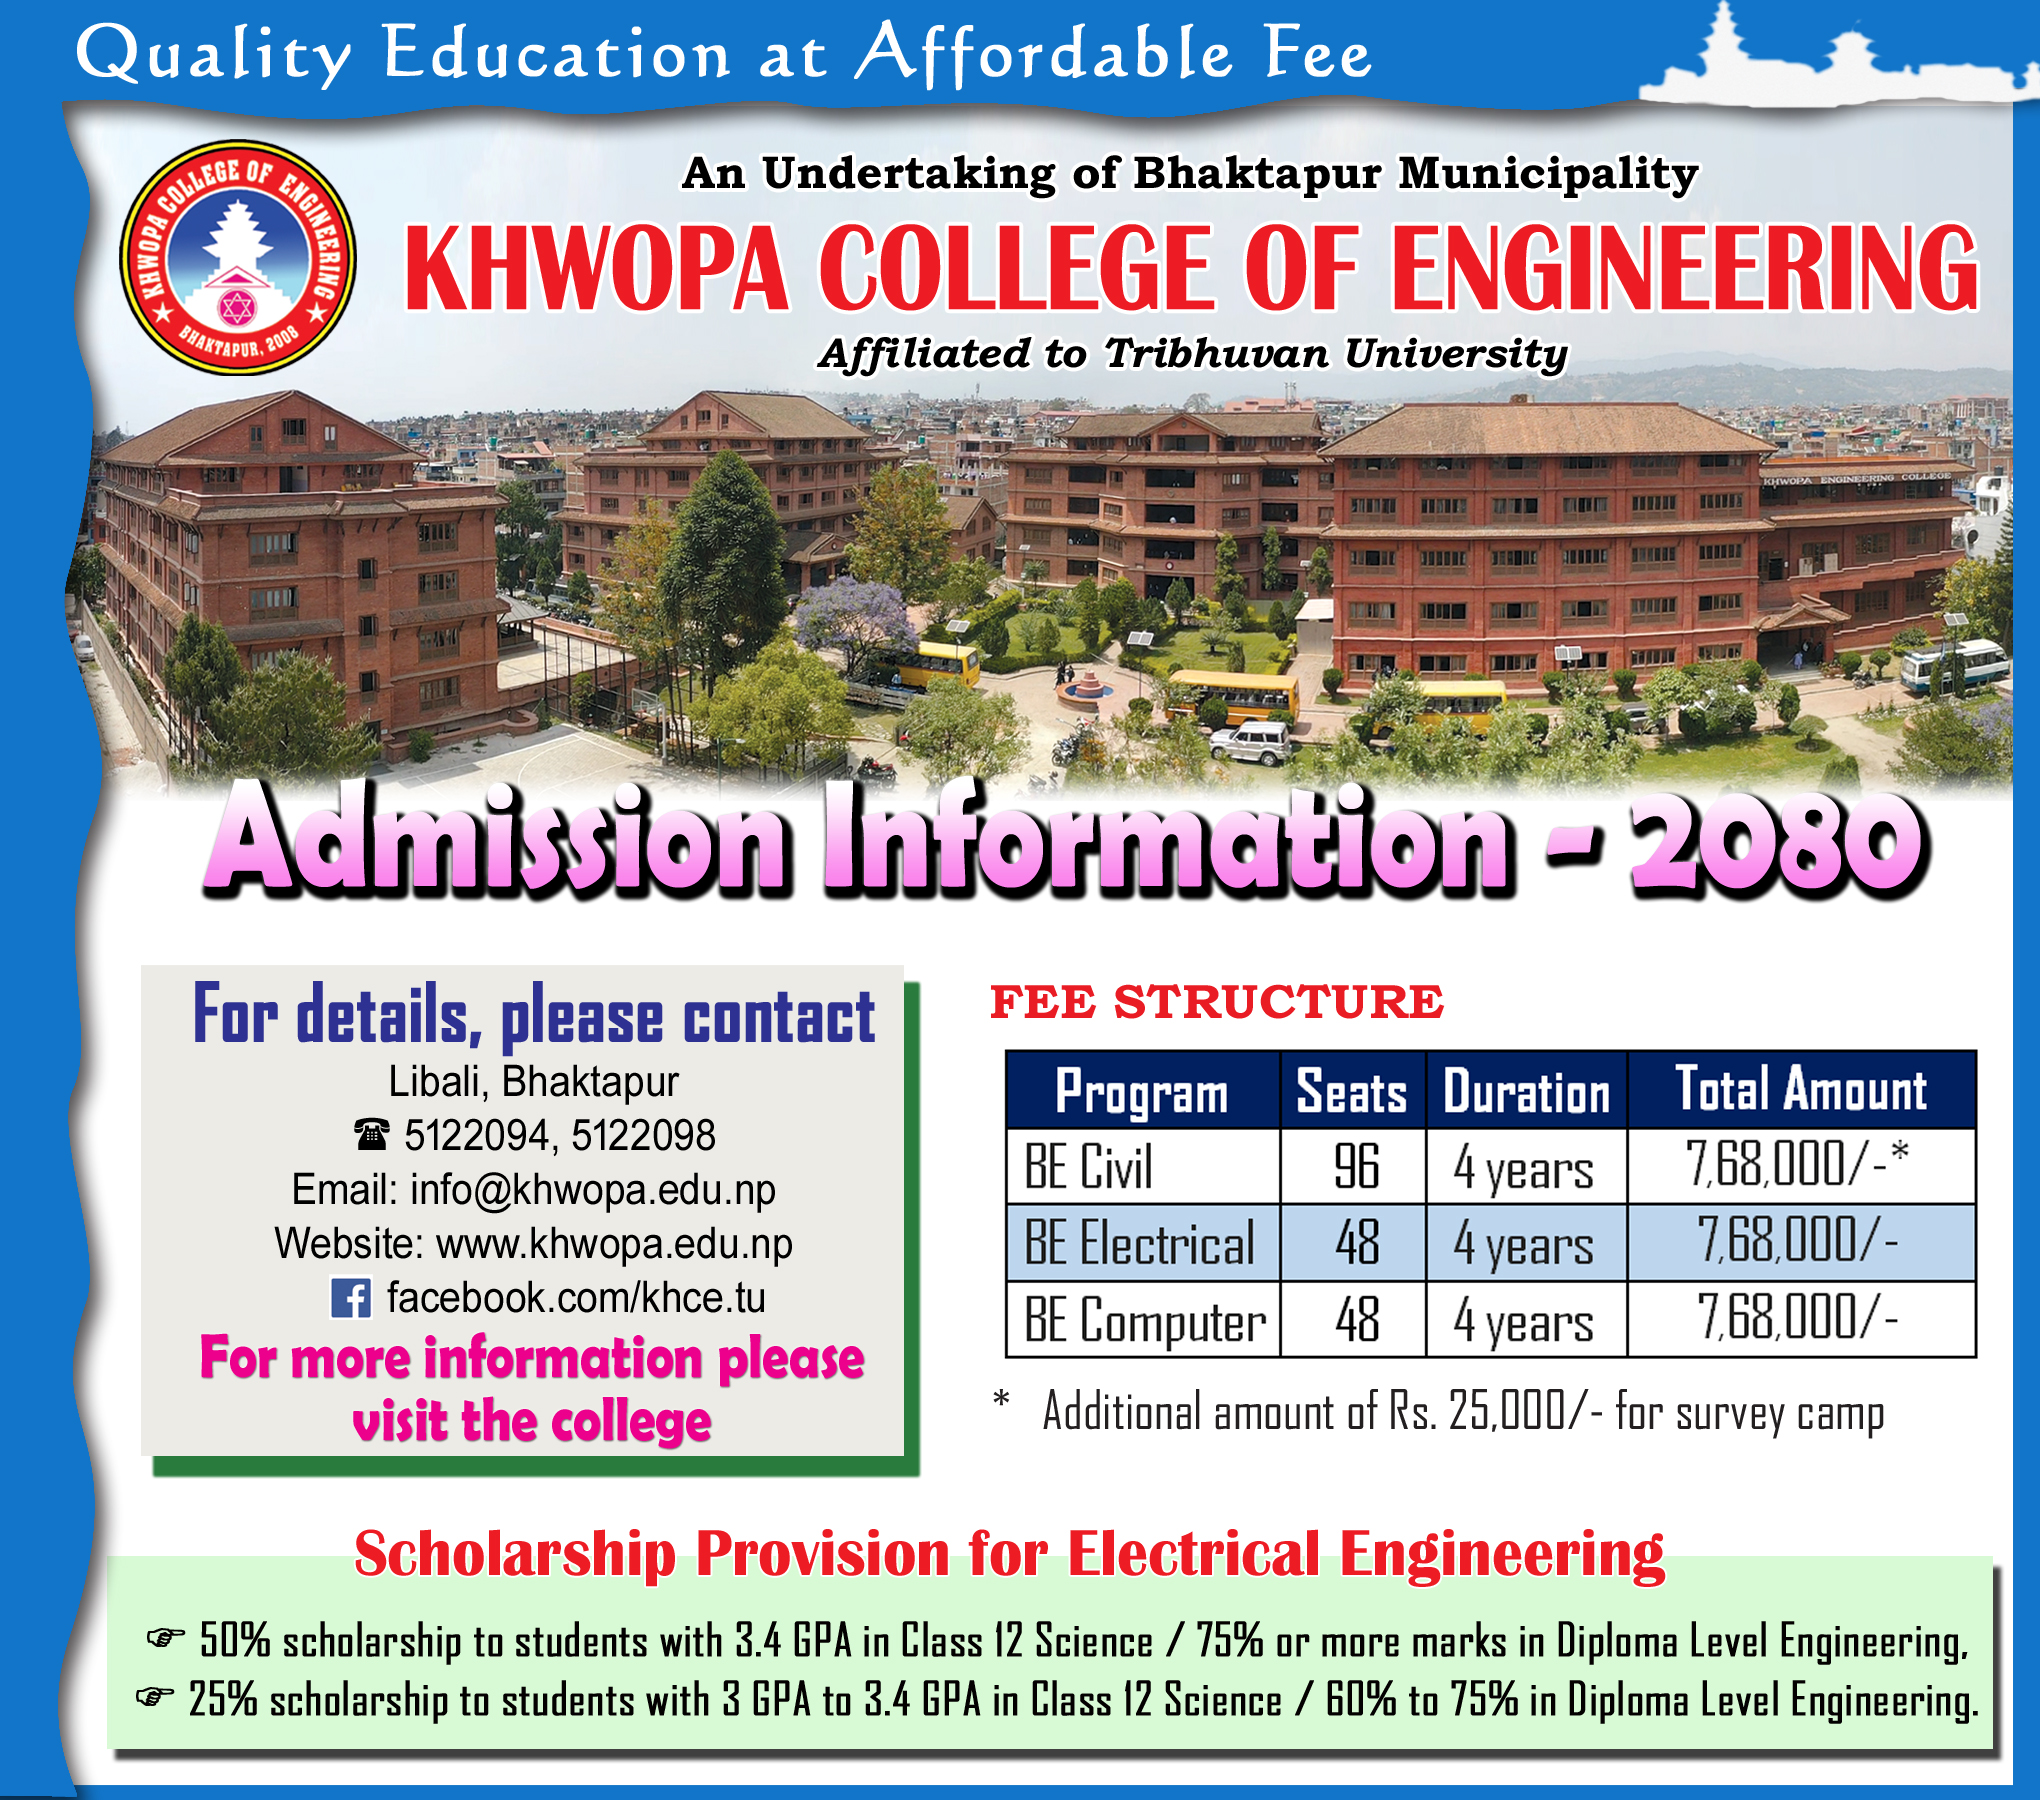 Quality Education at Affordable Fee
KHWOPA COLLEGE OF ENGINEERING
BHAKTAPUR, 2008
An Undertaking of Bhaktapur Municipality
KHWOPA COLLEGE OF ENGINEERING
Affiliated to Tribhuvan University
KHWOPA ENGINEERING COLLEGE
Admission Information - 2080
For details, please contact
Libali, Bhaktapur
☎ 5122094, 5122098
Email: info@khwopa.edu.np
Website: www.khwopa.edu.np
facebook.com/khce.tu
For more information please
visit the college
FEE STRUCTURE
Program Seats Duration Total Amount
BE Civil 96 4 years 7,68,000/-*
BE Electrical 48 4 years 7,68,000/-
BE Computer 48 4 years 7,68,000/-
* Additional amount of Rs. 25,000/- for survey camp
Scholarship Provision for Electrical Engineering
☞ 50% scholarship to students with 3.4 GPA in Class 12 Science / 75% or more marks in Diploma Level Engineering,
☞ 25% scholarship to students with 3 GPA to 3.4 GPA in Class 12 Science / 60% to 75% in Diploma Level Engineering.